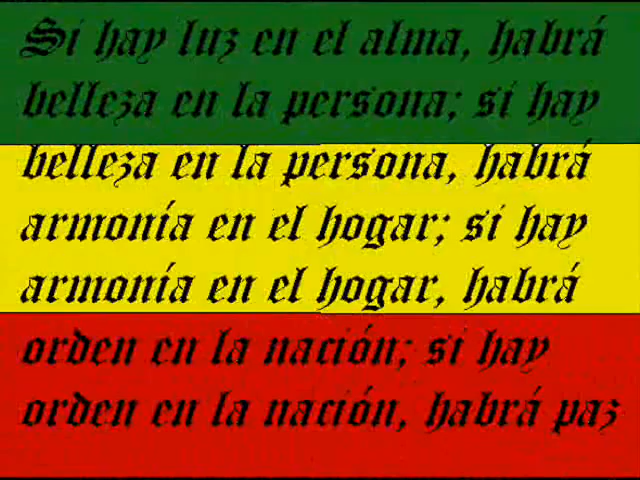 Si hay luz en el alma, habrá
belleza en la persona; si hay
belleza en la persona, habrá
armonía en el hogar; si hay
armonía en el hogar, habrá
orden en la nación; si hay
orden en la nación, habrá paz